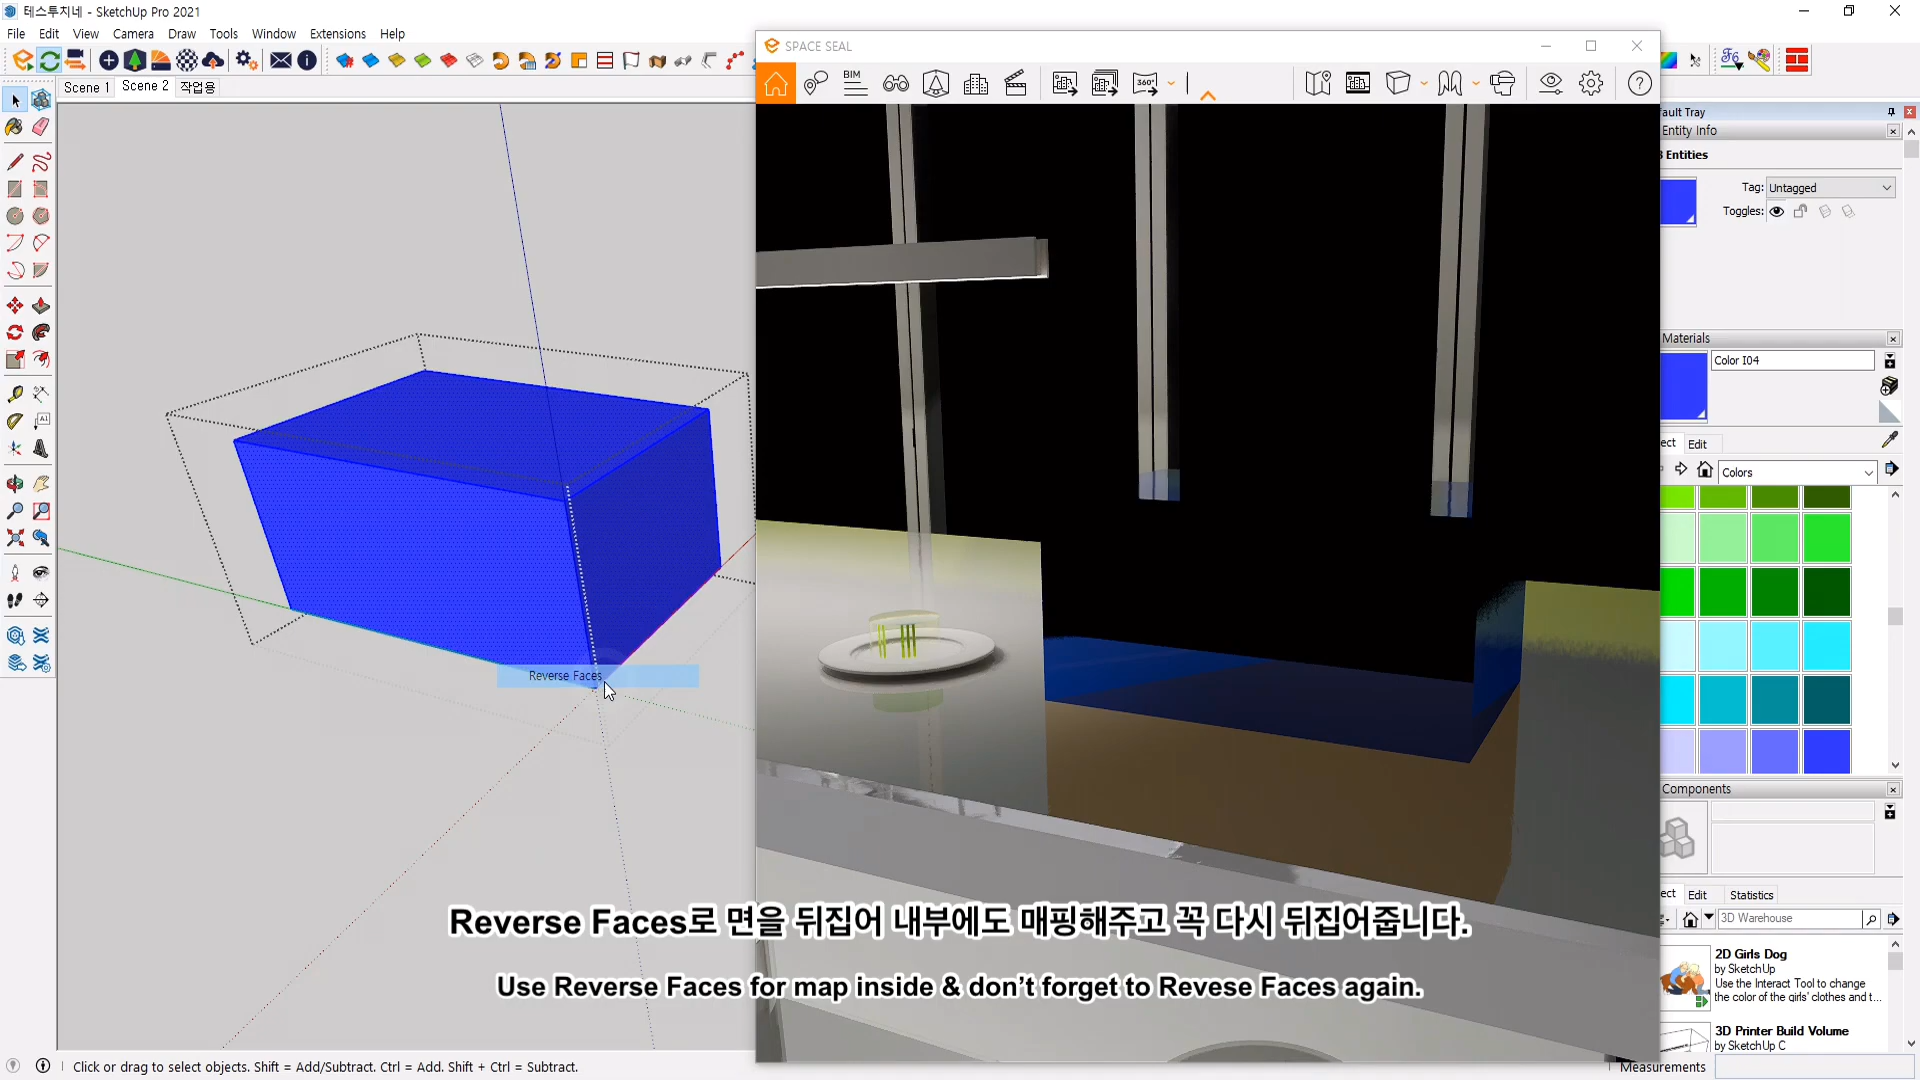 테스투치네 - SketchUp Pro 2021
File Edit View Camera Draw Tools Window Extensions Help
Scene 1 Scene 2 작업용
SPACE SEAL
BIM
360°
ault Tray
Entity Info
Entities
Tag: Untagged
Toggles:
Materials
Color I04
ect Edit
Colors
Components
ect Edit Statistics
3D Warehouse
2D Girls Dog
by SketchUp
Use the Interact Tool to change
the color of the girls' clothes and t...
3D Printer Build Volume
by SketchUp C
Reverse Faces
Reverse Faces로 면을 뒤집어 내부에도 매핑해주고 꼭 다시 뒤집어줍니다.
Use Reverse Faces for map inside & don't forget to Revese Faces again.
Click or drag to select objects. Shift = Add/Subtract. Ctrl = Add. Shift + Ctrl = Subtract.
Measurements